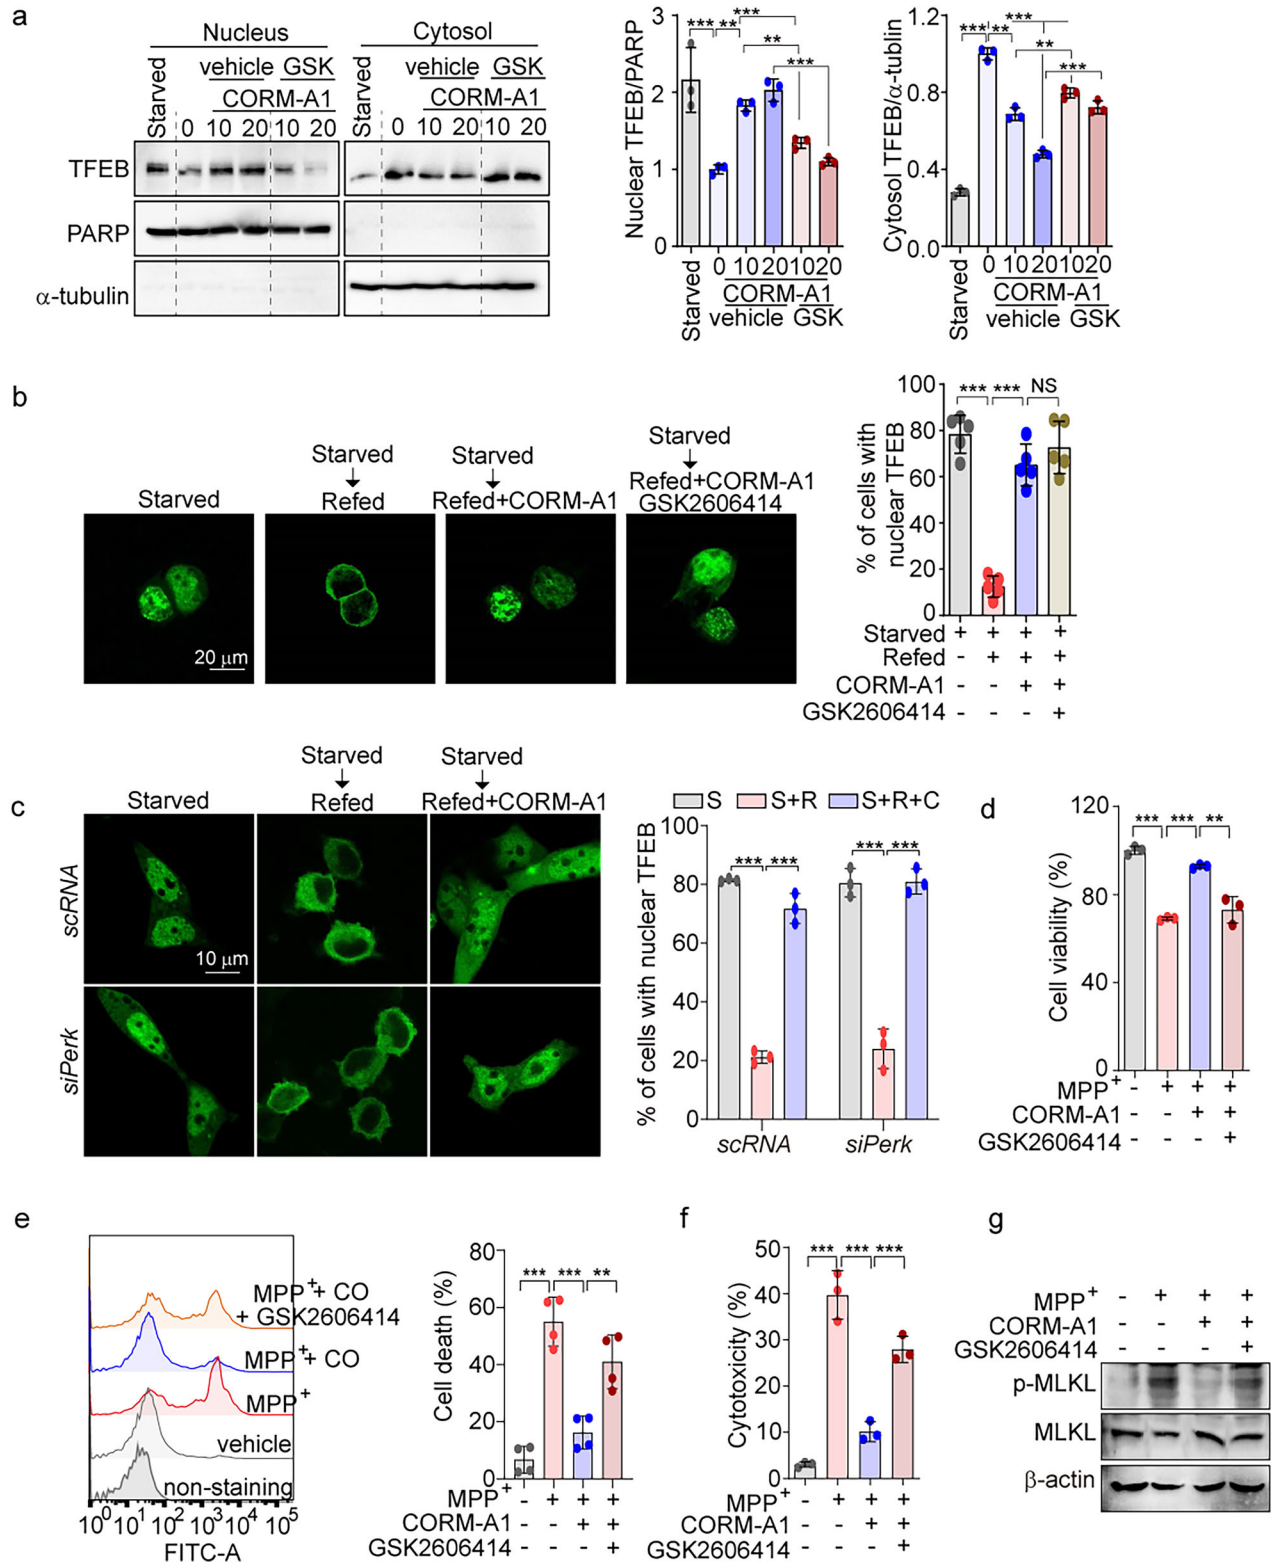 a
Nucleus Cytosol
vehicle GSK vehicle GSK
Starved CORM-A1 Starved CORM-A1
0 10 20 10 20 0 10 20 10 20
TFEB
PARP
α-tubulin
Nuclear TFEB/PARP
3
2
1
0
*** ** *** ** ***
Starved 0 10 20 10 20
CORM-A1
vehicle GSK
Cytosol TFEB/α-tublin
1.2
0.8
0.4
0.0
*** ** *** ** ***
Starved 0 10 20 10 20
CORM-A1
vehicle GSK
b
Starved
Starved
Refed
Starved
Refed+CORM-A1
Starved
Refed+CORM-A1
GSK2606414
20 μm
% of cells with
nuclear TFEB
100
80
60
40
20
0
*** *** NS
Starved + + + +
Refed - + + +
CORM-A1 - - + +
GSK2606414 - - - +
c
Starved
Starved
Refed
Starved
Refed+CORM-A1
scRNA
10 μm
siPerk
S S+R S+R+C
% of cells with nuclear TFEB
100
80
60
40
20
0
*** *** *** ***
scRNA siPerk
d
Cell viability (%)
120
80
40
0
*** *** **
MPP+ - + + +
CORM-A1 - - + +
GSK2606414 - - - +
e
MPP+ + CO
+ GSK2606414
MPP+ + CO
MPP+
vehicle
non-staining
10^0 10^1 10^2 10^3 10^4 10^5
FITC-A
Cell death (%)
80
60
40
20
0
*** *** **
MPP+ - + + +
CORM-A1 - - + +
GSK2606414 - - - +
f
Cytotoxicity (%)
50
40
30
20
10
0
*** *** ***
MPP+ - + + +
CORM-A1 - - + +
GSK2606414 - - - +
g
MPP+ - + + +
CORM-A1 - - + +
GSK2606414 - - - +
p-MLKL
MLKL
β-actin